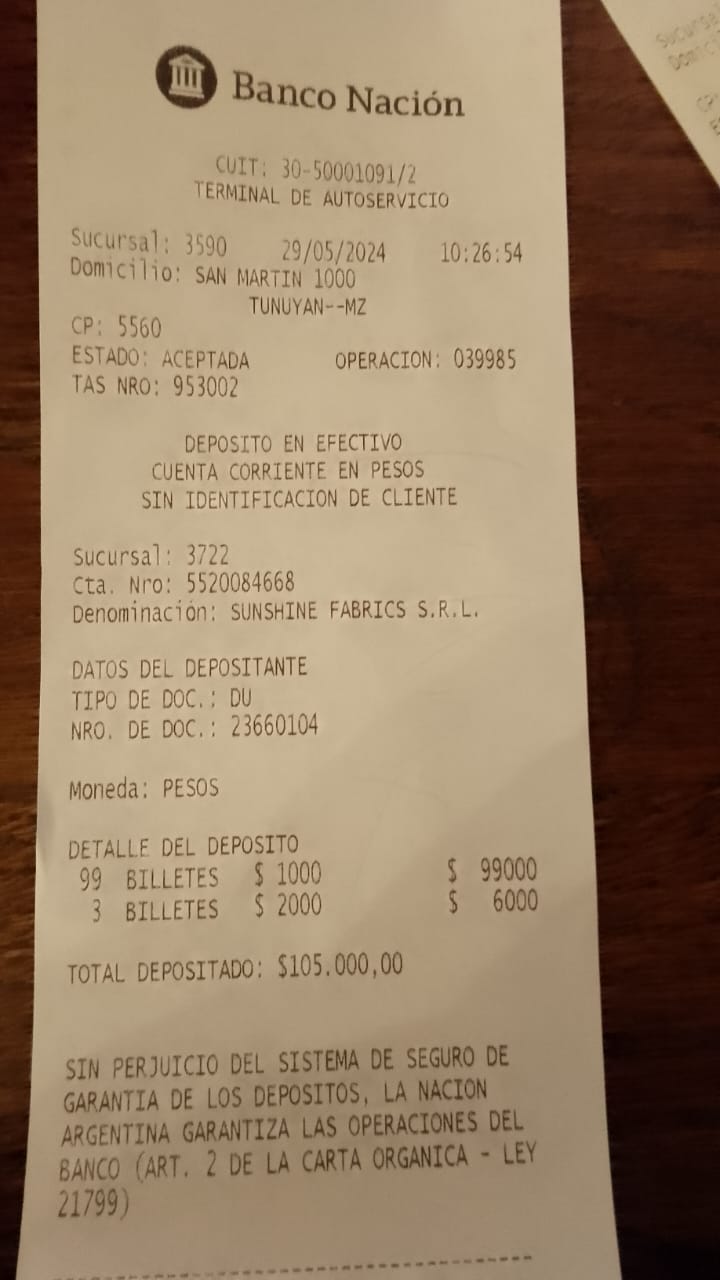 Banco Nación
CUIT: 30-50001091/2
TERMINAL DE AUTOSERVICIO
Sucursal: 3590 29/05/2024 10:26:54
Domicilio: SAN MARTIN 1000
TUNUYAN--MZ
CP: 5560
ESTADO: ACEPTADA OPERACION: 039985
TAS NRO: 953002
DEPOSITO EN EFECTIVO
CUENTA CORRIENTE EN PESOS
SIN IDENTIFICACION DE CLIENTE
Sucursal: 3722
Cta. Nro: 5520084668
Denominación: SUNSHINE FABRICS S.R.L.
DATOS DEL DEPOSITANTE
TIPO DE DOC.: DU
NRO. DE DOC.: 23660104
Moneda: PESOS
DETALLE DEL DEPOSITO
99 BILLETES $ 1000 $ 99000
3 BILLETES $ 2000 $ 6000
TOTAL DEPOSITADO: $105.000,00
SIN PERJUICIO DEL SISTEMA DE SEGURO DE
GARANTIA DE LOS DEPOSITOS, LA NACION
ARGENTINA GARANTIZA LAS OPERACIONES DEL
BANCO (ART. 2 DE LA CARTA ORGANICA - LEY
21799)